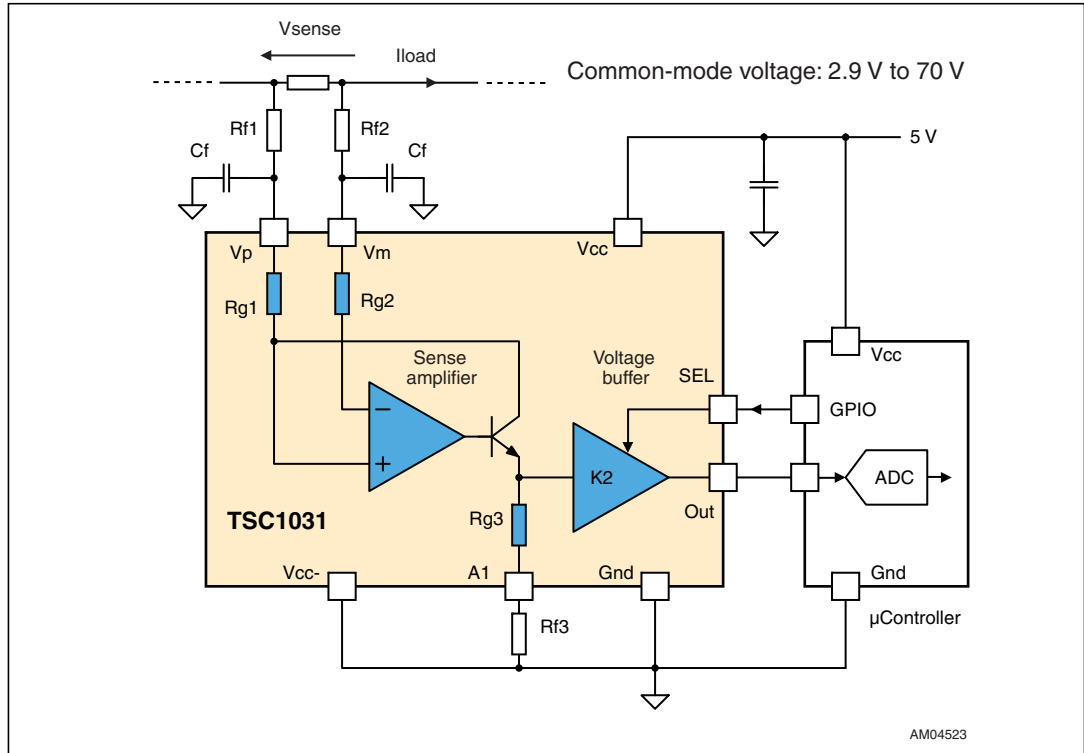 Vsense
Iload
Common-mode voltage: 2.9 V to 70 V
Rf1
Rf2
5 V
Cf
Cf
Vp
Vm
Vcc
Rg1
Rg2
Sense
amplifier
Voltage
buffer
SEL
Vcc
GPIO
−
+
K2
ADC
Out
TSC1031
Rg3
Vcc-
A1
Gnd
Gnd
Rf3
µController
AM04523